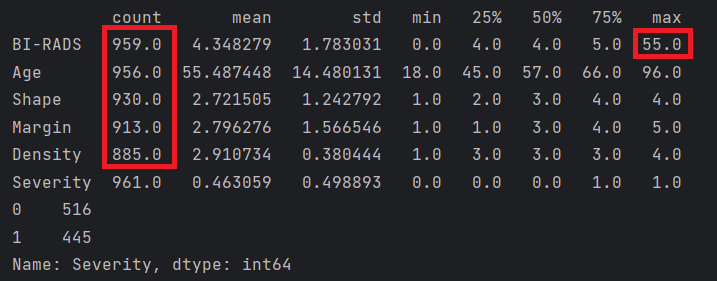 count mean std min 25% 50% 75% max
BI-RADS 959.0 4.348279 1.783031 0.0 4.0 4.0 5.0 55.0
Age 956.0 55.487448 14.480131 18.0 45.0 57.0 66.0 96.0
Shape 930.0 2.721505 1.242792 1.0 2.0 3.0 4.0 4.0
Margin 913.0 2.796276 1.566546 1.0 1.0 3.0 4.0 5.0
Density 885.0 2.910734 0.380444 1.0 3.0 3.0 3.0 4.0
Severity 961.0 0.463059 0.498893 0.0 0.0 0.0 1.0 1.0
0 516
1 445
Name: Severity, dtype: int64